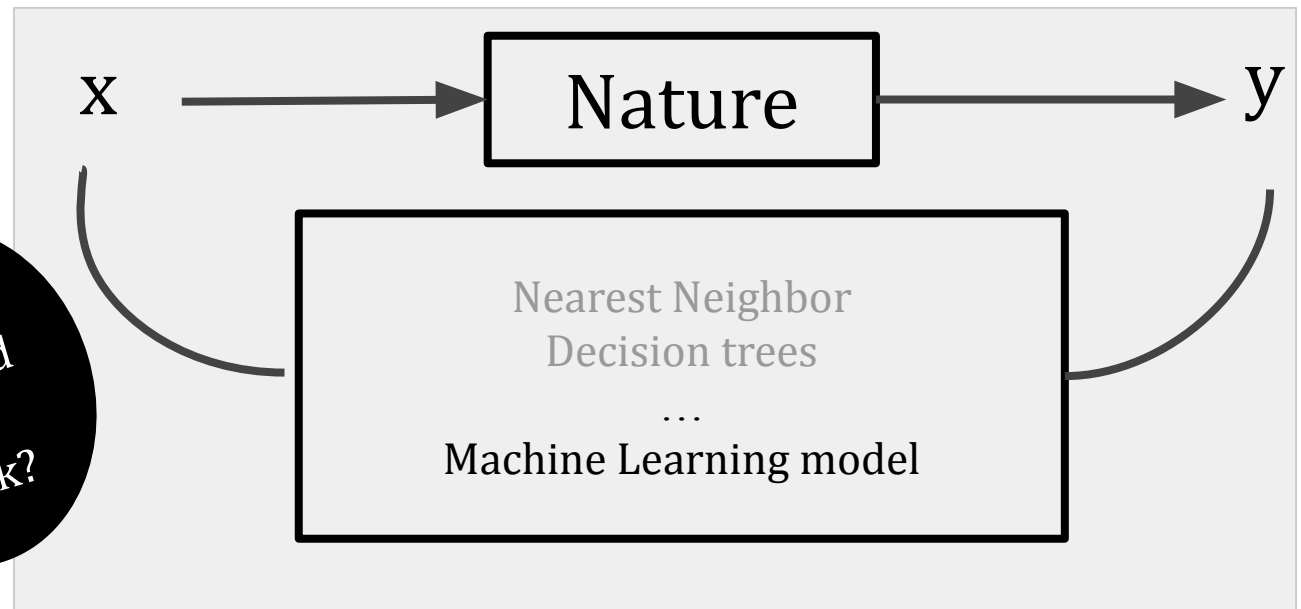 x
Nature
y
Nearest Neighbor
Decision trees
...
Machine Learning model